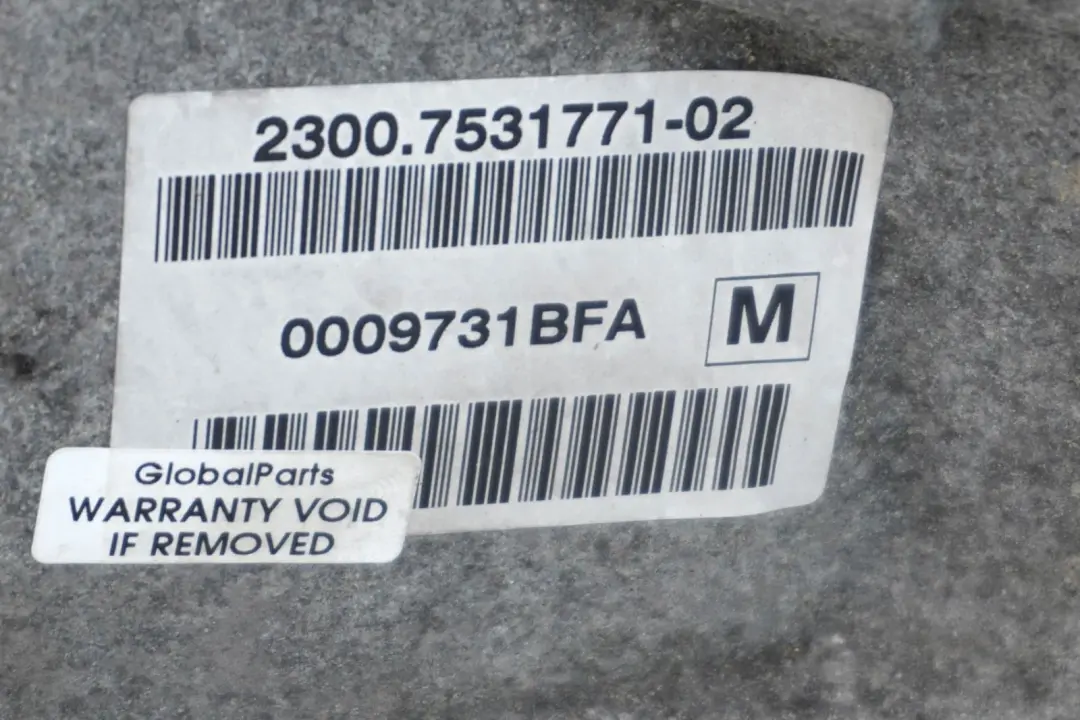 2300.7531771-02
0009731BFA
M
GlobalParts
WARRANTY VOID
IF REMOVED